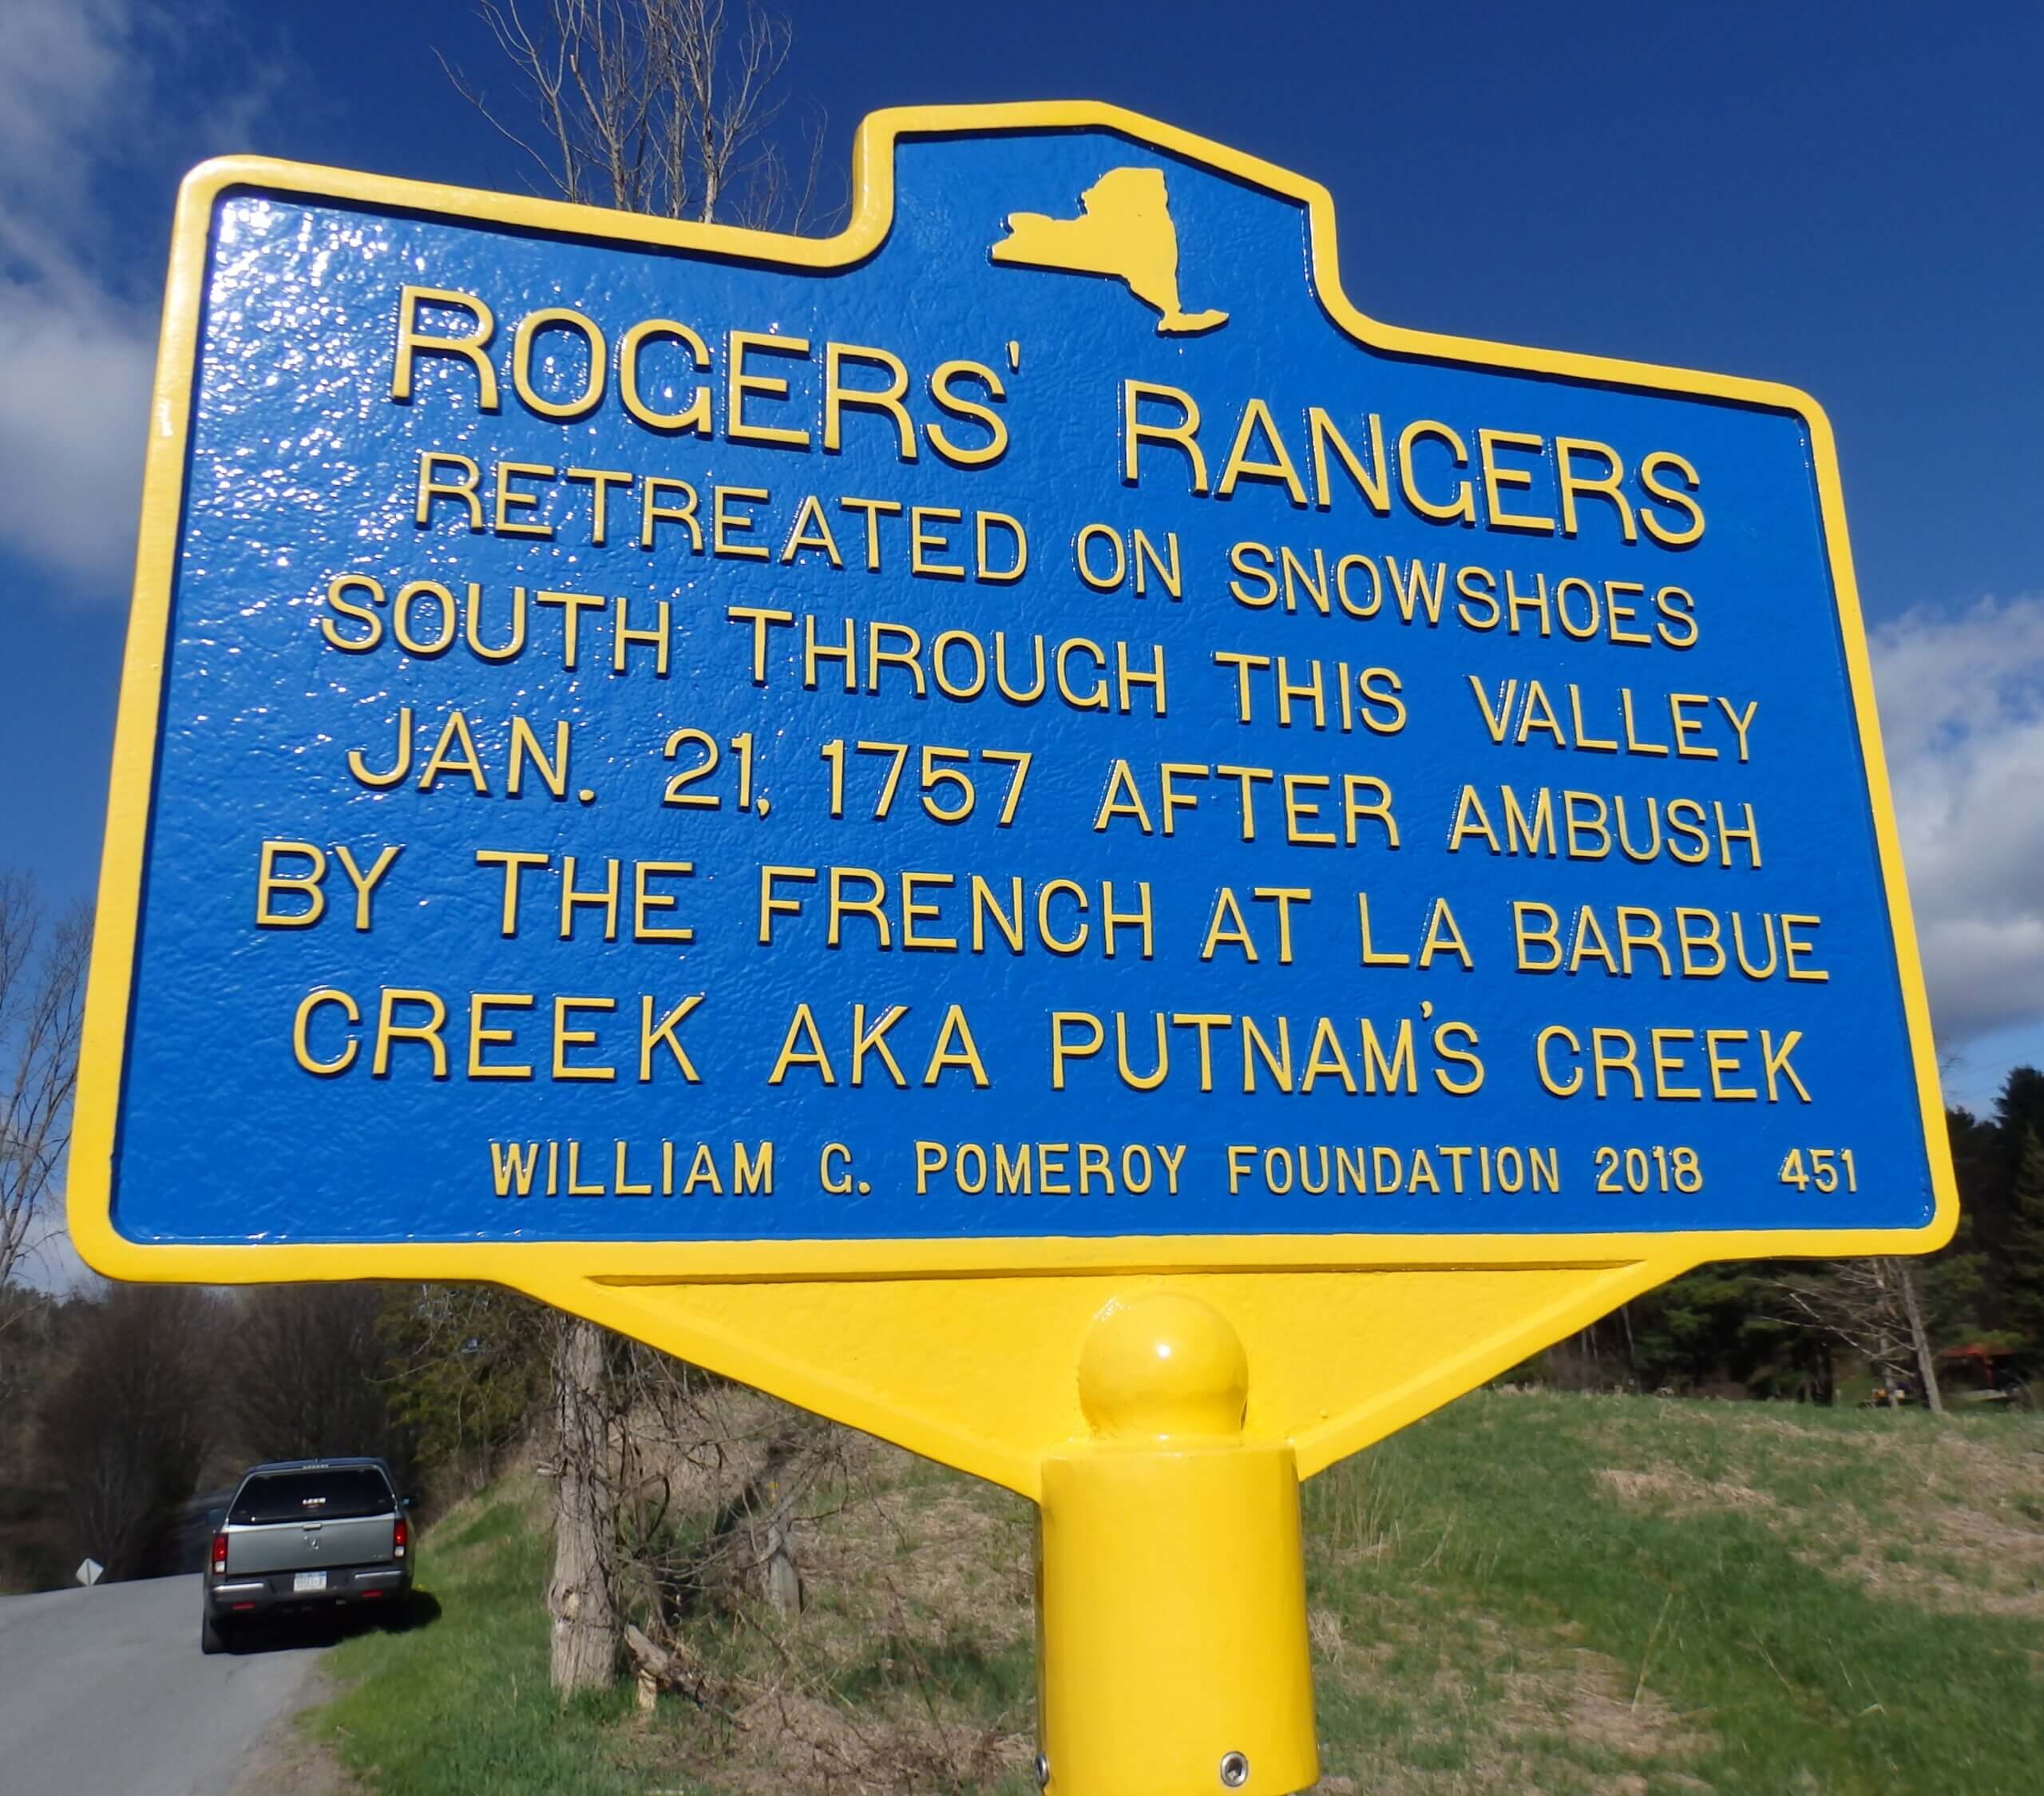 ROGERS' RANGERS
RETREATED ON SNOWSHOES
SOUTH THROUGH THIS VALLEY
JAN. 21, 1757 AFTER AMBUSH
BY THE FRENCH AT LA BARBUE
CREEK AKA PUTNAM'S CREEK
WILLIAM G. POMEROY FOUNDATION 2018 451